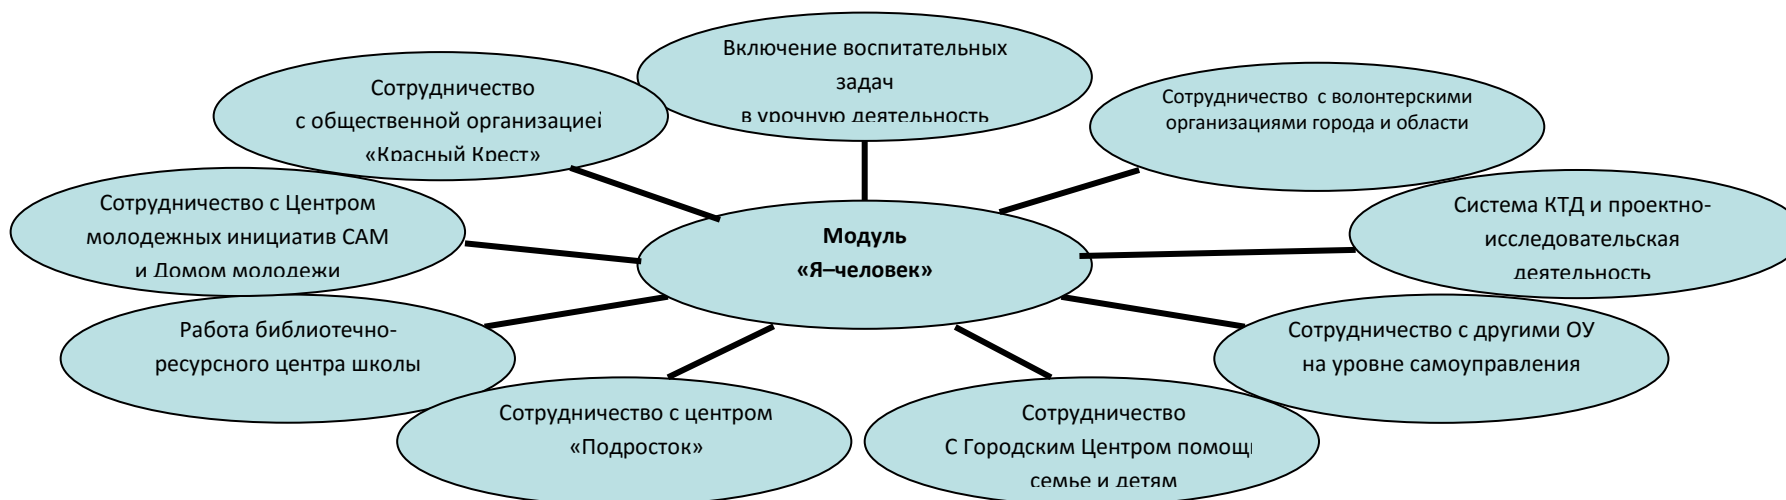 Включение воспитательных
задач
в урочную деятельность
Сотрудничество
с общественной организацией
«Красный Крест»
Сотрудничество с волонтерскими
организациями города и области
Сотрудничество с Центром
молодежных инициатив САМ
и Домом молодежи
Система КТД и проектно-
исследовательская
деятельность
Модуль
«Я–человек»
Работа библиотечно-
ресурсного центра школы
Сотрудничество с другими ОУ
на уровне самоуправления
Сотрудничество с центром
«Подросток»
Сотрудничество
С Городским Центром помощи
семье и детям